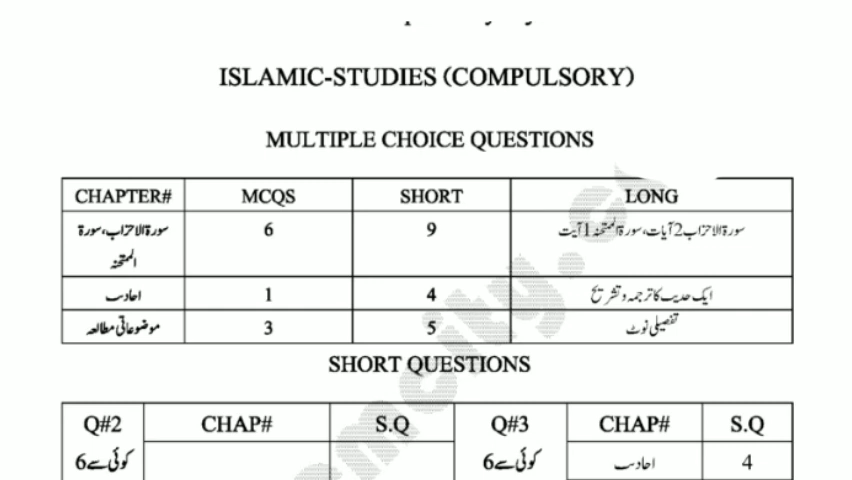 ISLAMIC-STUDIES (COMPULSORY)
MULTIPLE CHOICE QUESTIONS
CHAPTER# MCQS SHORT LONG
سورۃ الاحزاب، سورۃ الممتحنہ 6 9 سورۃ الاحزاب 2 آیات، سورۃ الممتحنہ 1 آیت
احادیث 1 4 ایک حدیث کا ترجمہ و تشریح
موضوعاتی مطالعہ 3 5 تفصیلی نوٹ
SHORT QUESTIONS
Q#2 CHAP# S.Q Q#3 CHAP# S.Q
کوئی سے 6 کوئی سے 6 احادیث 4